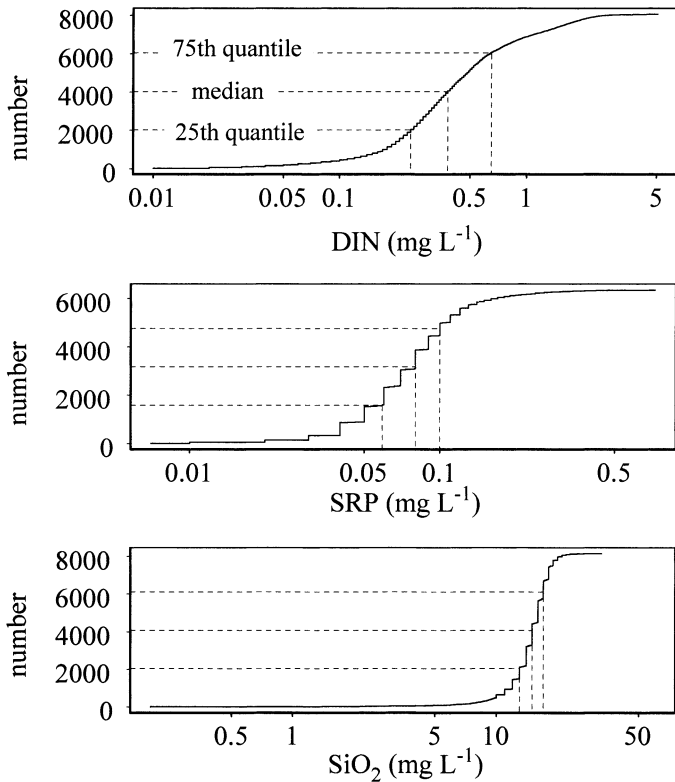 8000
75th quantile
6000
number
median
4000
25th quantile
2000
0
0.01 0.05 0.1 0.5 1 5
DIN (mg L⁻¹)
6000
4000
number
2000
0
0.01 0.05 0.1 0.5
SRP (mg L⁻¹)
8000
6000
number
4000
2000
0
0.5 1 5 10 50
SiO₂ (mg L⁻¹)